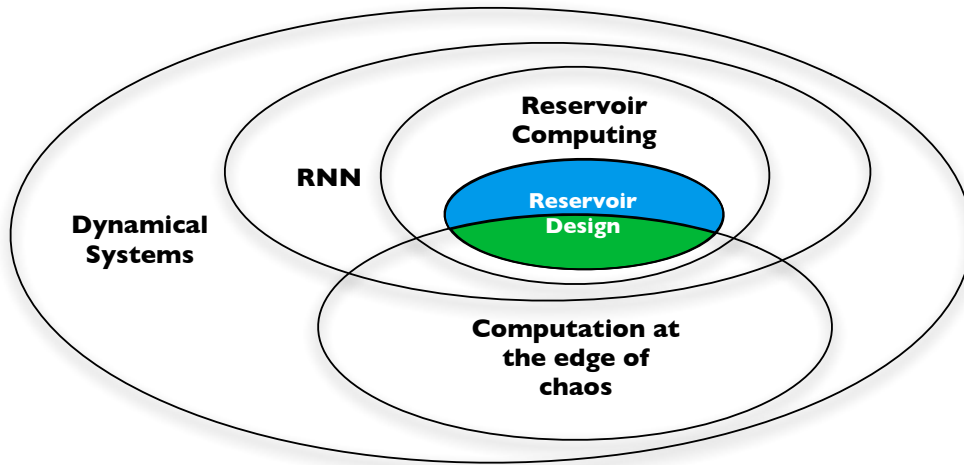 Reservoir
Computing
RNN
Reservoir
Design
Dynamical
Systems
Computation at
the edge of
chaos